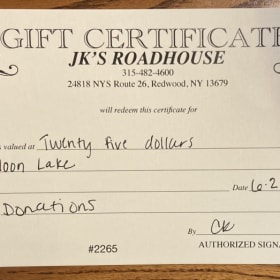 GIFT CERTIFICATE
JK'S ROADHOUSE
315-482-4600
24818 NYS Route 26, Redwood, NY 13679
will redeem this certificate for
s valued at Twenty five dollars
Moon Lake
Date 6-2
Donations
By CK
#2265
AUTHORIZED SIGNA